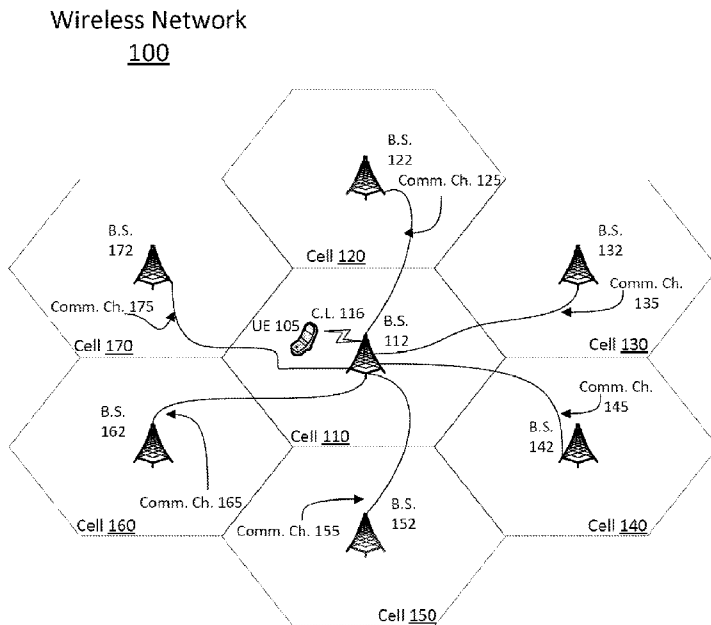 Wireless Network
100
B.S.
122
Comm. Ch. 125
Cell 120
B.S.
172
B.S.
132
Comm. Ch. 175
C.L. 116
UE 105
B.S.
112
Comm. Ch.
135
Cell 170
Cell 130
B.S.
162
Comm. Ch.
145
B.S.
142
Cell 110
Comm. Ch. 165
Comm. Ch. 155
B.S.
152
Cell 160
Cell 140
Cell 150